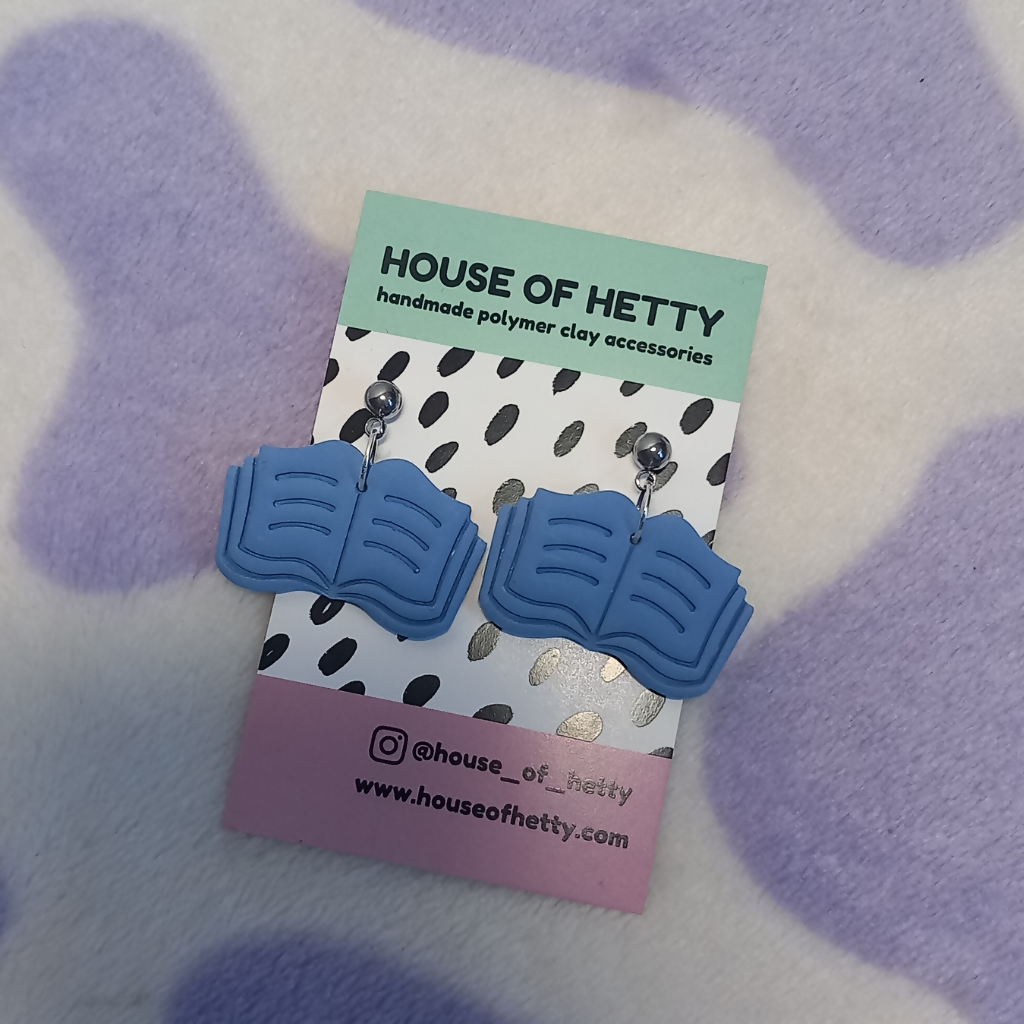 HOUSE OF HETTY
handmade polymer clay accessories
@house_of_hetty
www.houseofhetty.com